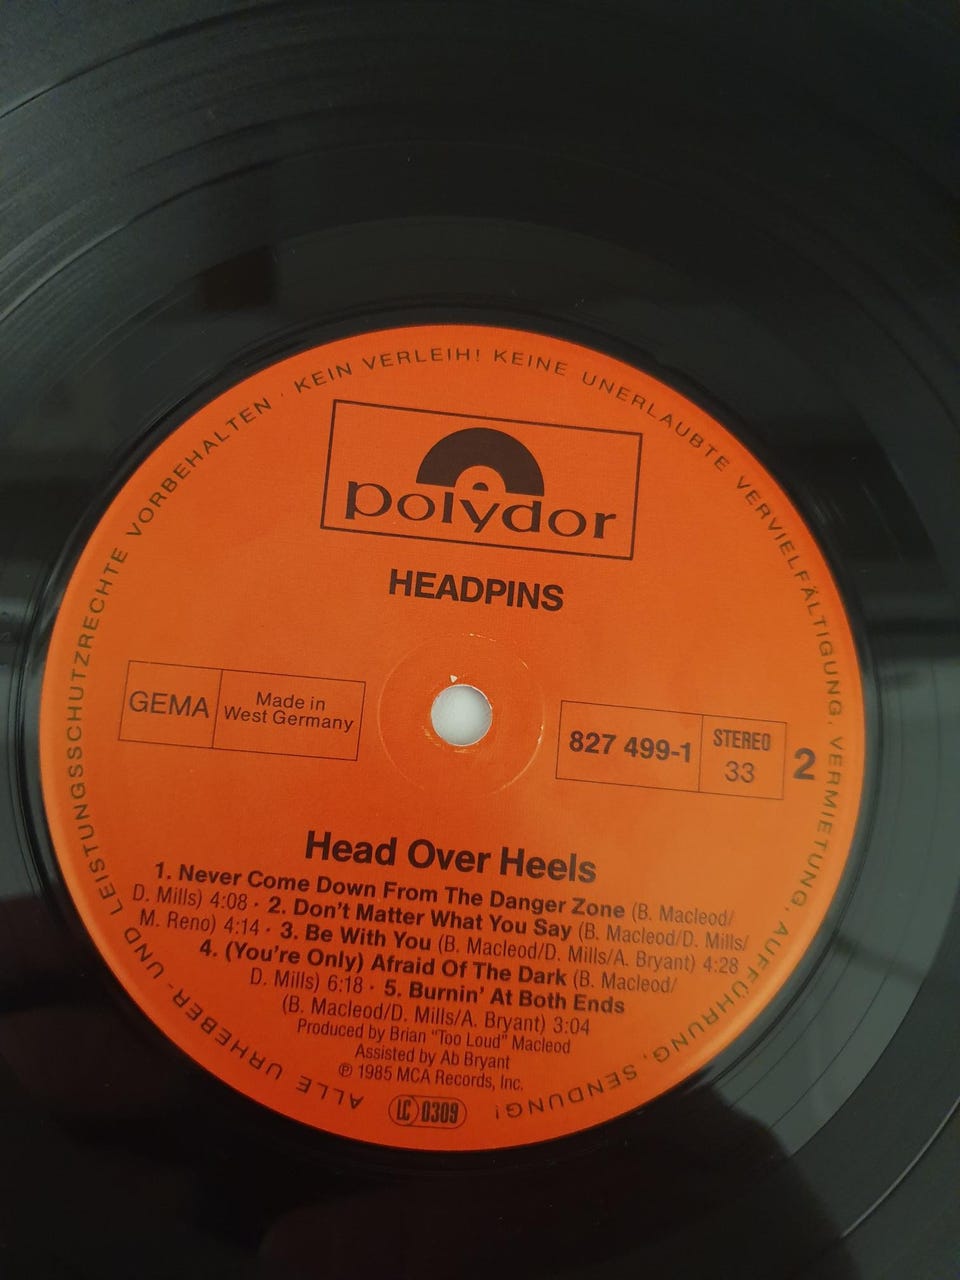 ALLE URHEBER- UND LEISTUNGSSCHUTZRECHTE VORBEHALTEN · KEIN VERLEIH! KEINE UNERLAUBTE VERVIELFÄLTIGUNG, VERMIETUNG, AUFFÜHRUNG, SENDUNG!
polydor
HEADPINS
GEMA
Made in
West Germany
827 499-1
STEREO
33
2
Head Over Heels
1. Never Come Down From The Danger Zone (B. Macleod/
D. Mills) 4:08 · 2. Don't Matter What You Say (B. Macleod/D. Mills/
M. Reno) 4:14 · 3. Be With You (B. Macleod/D. Mills/A. Bryant) 4:28
4. (You're Only) Afraid Of The Dark (B. Macleod/
D. Mills) 6:18 · 5. Burnin' At Both Ends
(B. Macleod/D. Mills/A. Bryant) 3:04
Produced by Brian "Too Loud" Macleod
Assisted by Ab Bryant
℗ 1985 MCA Records, Inc.
LC 0309